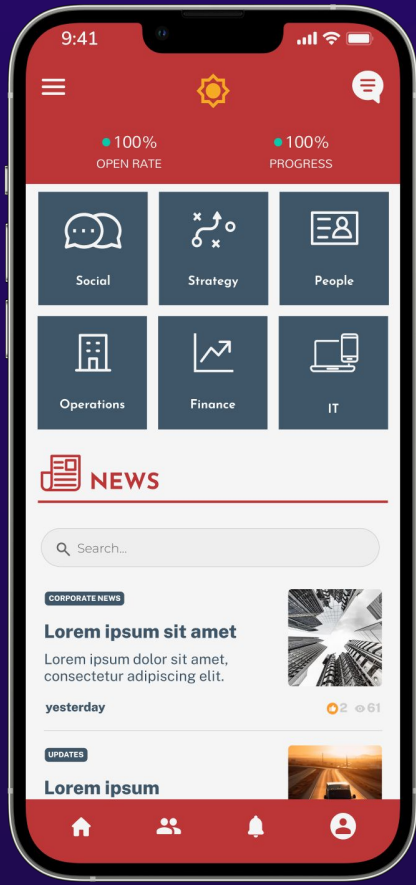 9:41
100%
100%
OPEN RATE
PROGRESS
Social
Strategy
People
Operations
Finance
IT
NEWS
Search...
CORPORATE NEWS
Lorem ipsum sit amet
Lorem ipsum dolor sit amet,
consectetur adipiscing elit.
yesterday
2
61
UPDATES
Lorem ipsum